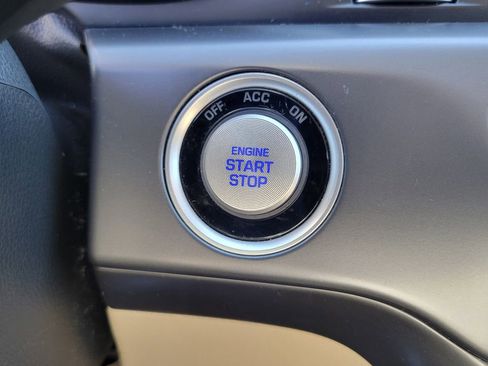 OFF ACC ON
ENGINE
START
STOP